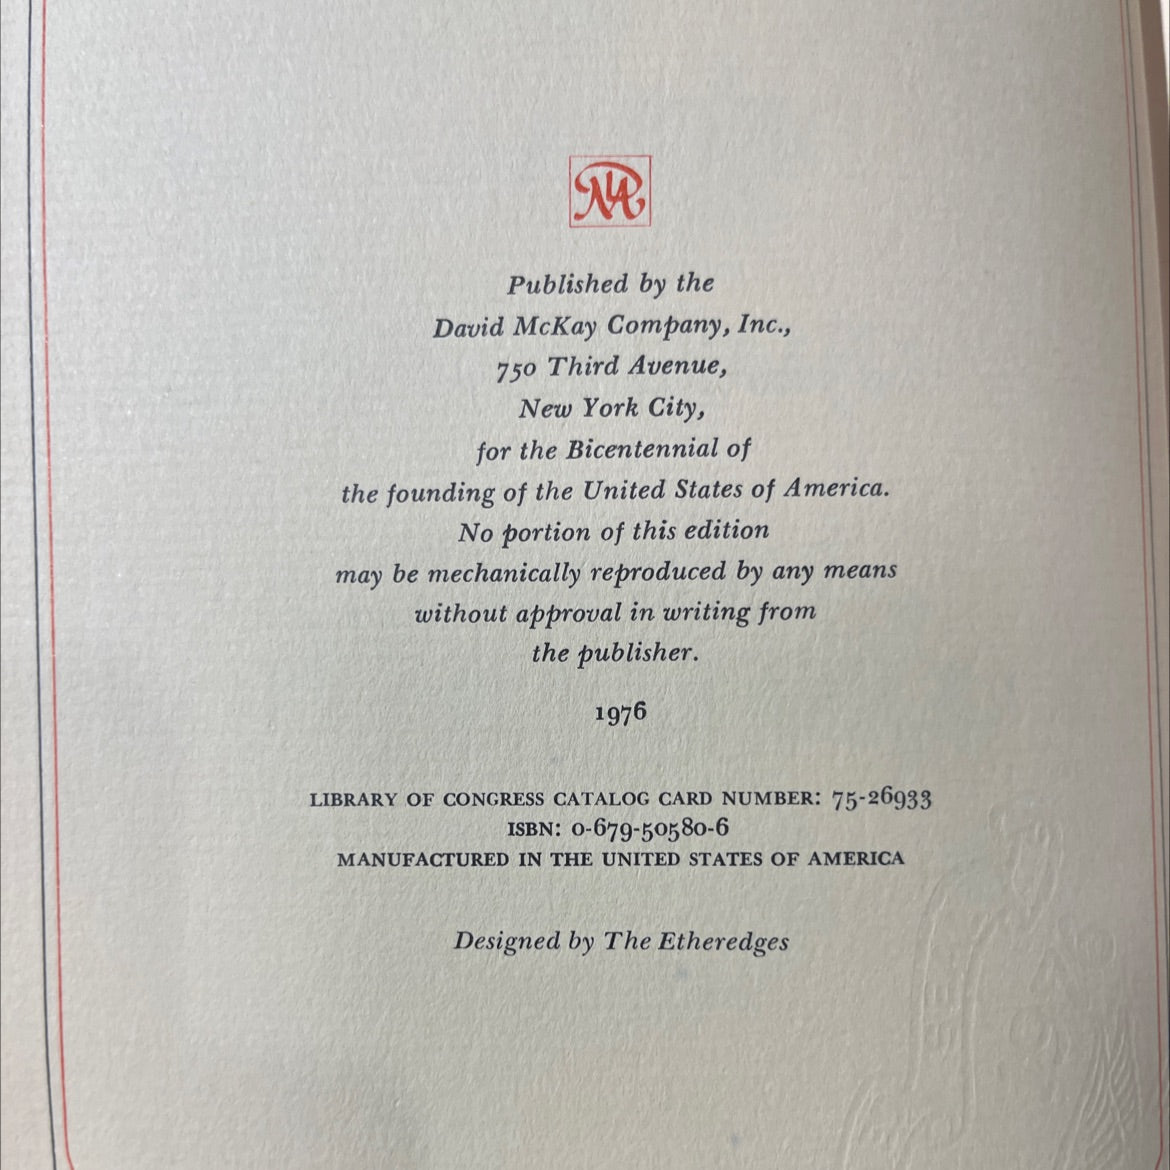 Published by the
David McKay Company, Inc.,
750 Third Avenue,
New York City,
for the Bicentennial of
the founding of the United States of America.
No portion of this edition
may be mechanically reproduced by any means
without approval in writing from
the publisher.
1976
LIBRARY OF CONGRESS CATALOG CARD NUMBER: 75-26933
ISBN: 0-679-50580-6
MANUFACTURED IN THE UNITED STATES OF AMERICA
Designed by The Etheredges